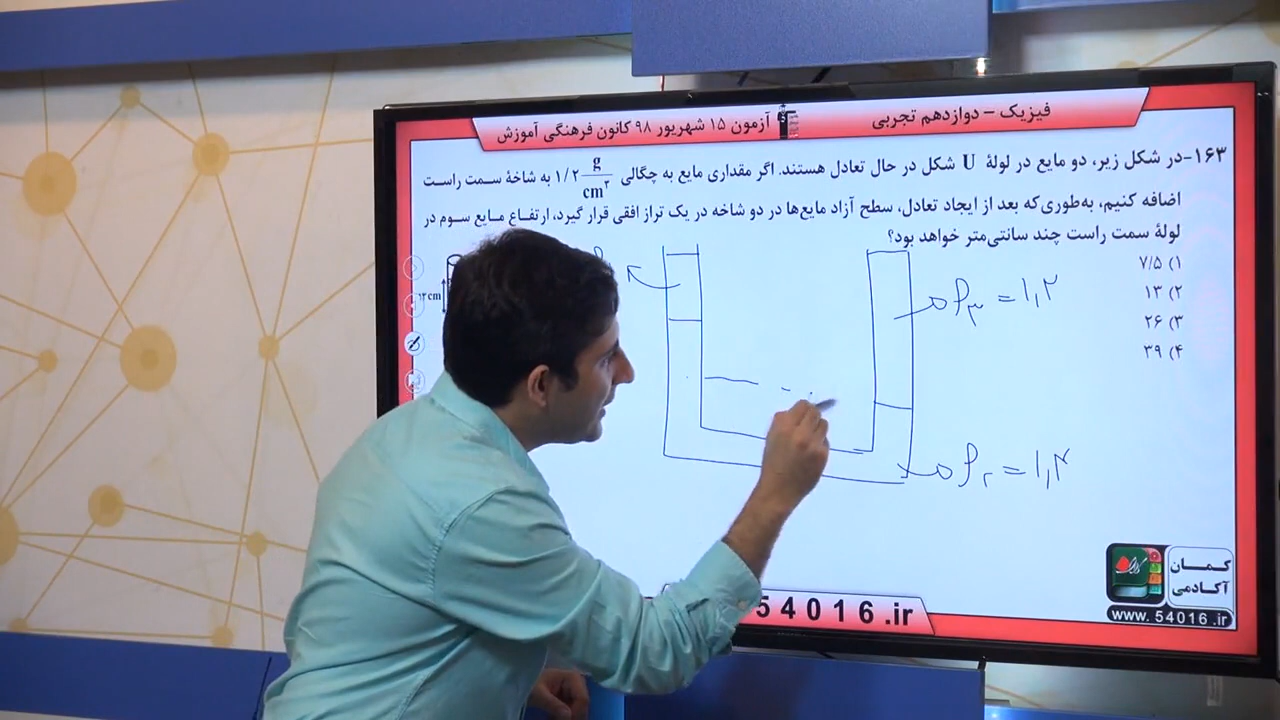 فیزیک – دوازدهم تجربی
آزمون ۱۵ شهریور ۹۸ کانون فرهنگی آموزش
۱۶۳-در شکل زیر، دو مایع در لولهٔ U شکل در حال تعادل هستند. اگر مقداری مایع به چگالی ۱/۲ g/cm³ به شاخهٔ سمت راست
اضافه کنیم، به‌طوری‌که بعد از ایجاد تعادل، سطح آزاد مایع‌ها در دو شاخه در یک تراز افقی قرار گیرد، ارتفاع مایع سوم در
لولهٔ سمت راست چند سانتی‌متر خواهد بود؟
۱) ۷/۵
۲) ۱۳
۳) ۲۶
۴) ۳۹
ρ₃ = ۱,۲
ρ₂ = ۱,۴
کمان
آکادمی
www. 54016 .ir
54016 .ir